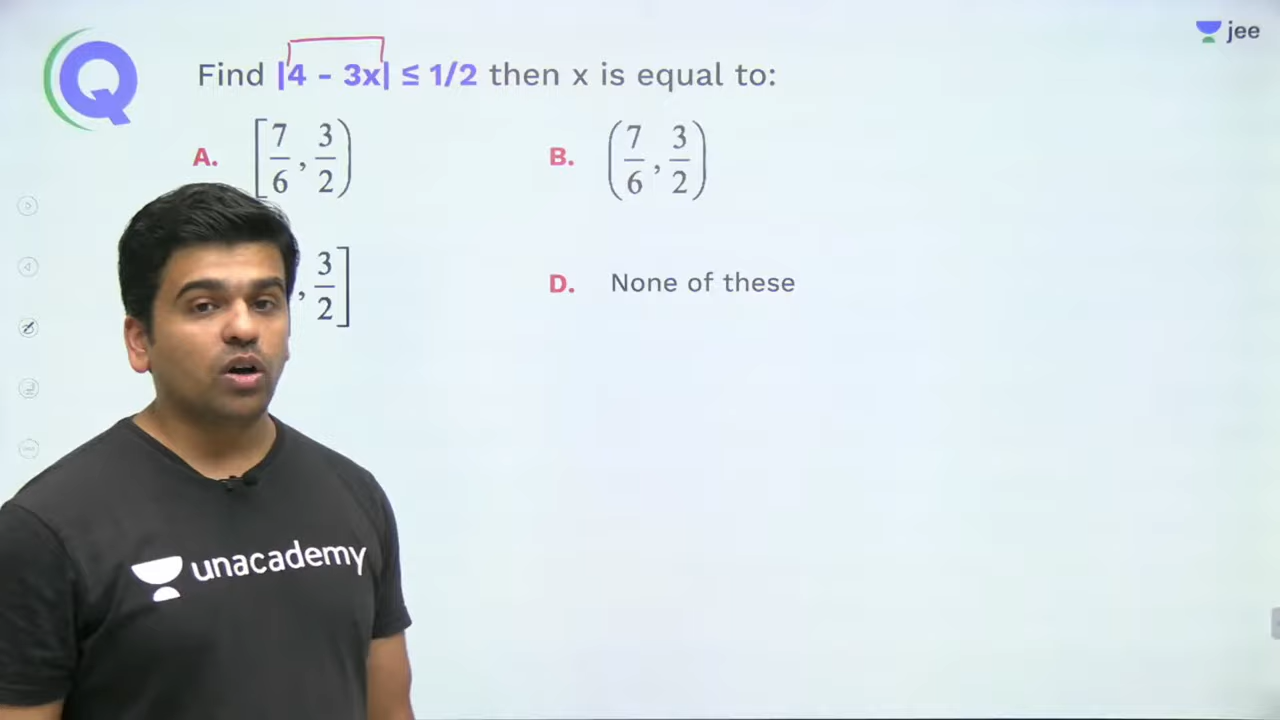 jee
Find |4 - 3x| ≤ 1/2 then x is equal to:
A. [7/6, 3/2)
B. (7/6, 3/2)
, 3/2]
D. None of these
unacademy